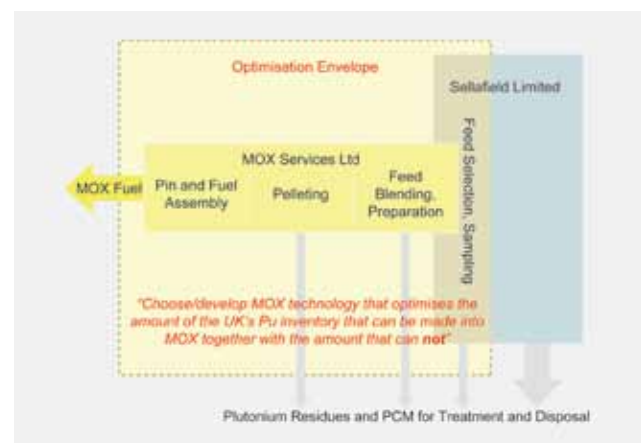 Optimisation Envelope
Sellafield Limited
MOX Services Ltd
MOX Fuel
Pin and Fuel
Assembly
Pelleting
Feed
Blending,
Preparation
Feed Selection, Sampling
"Choose/develop MOX technology that optimises the
amount of the UK's Pu inventory that can be made into
MOX together with the amount that can not"
Plutonium Residues and PCM for Treatment and Disposal